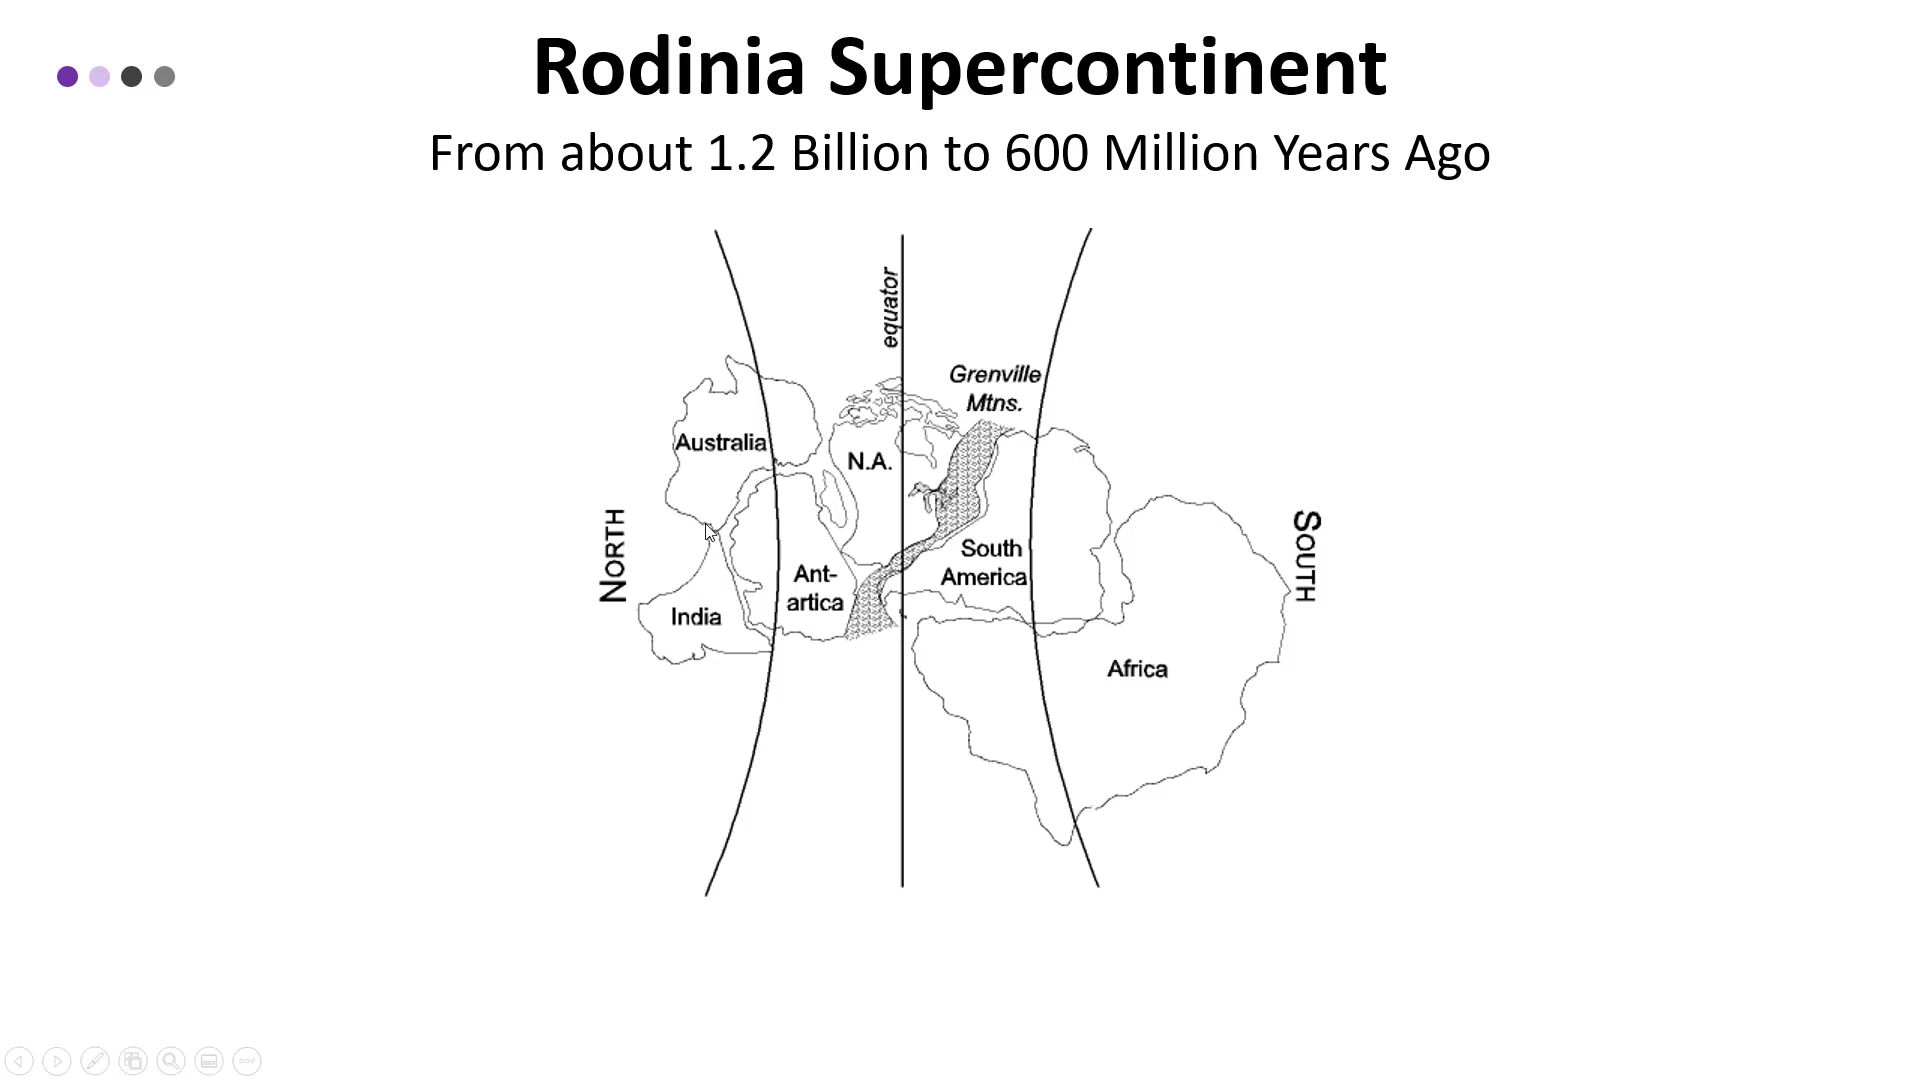 Rodinia Supercontinent
From about 1.2 Billion to 600 Million Years Ago
equator
Grenville
Mtns.
Australia
N.A.
NORTH
SOUTH
South
America
Ant-
artica
India
Africa